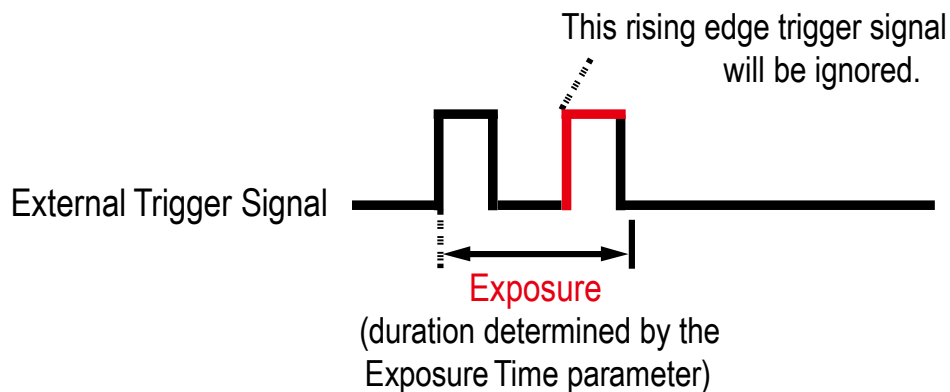 This rising edge trigger signal
will be ignored.
External Trigger Signal
Exposure
(duration determined by the
Exposure Time parameter)